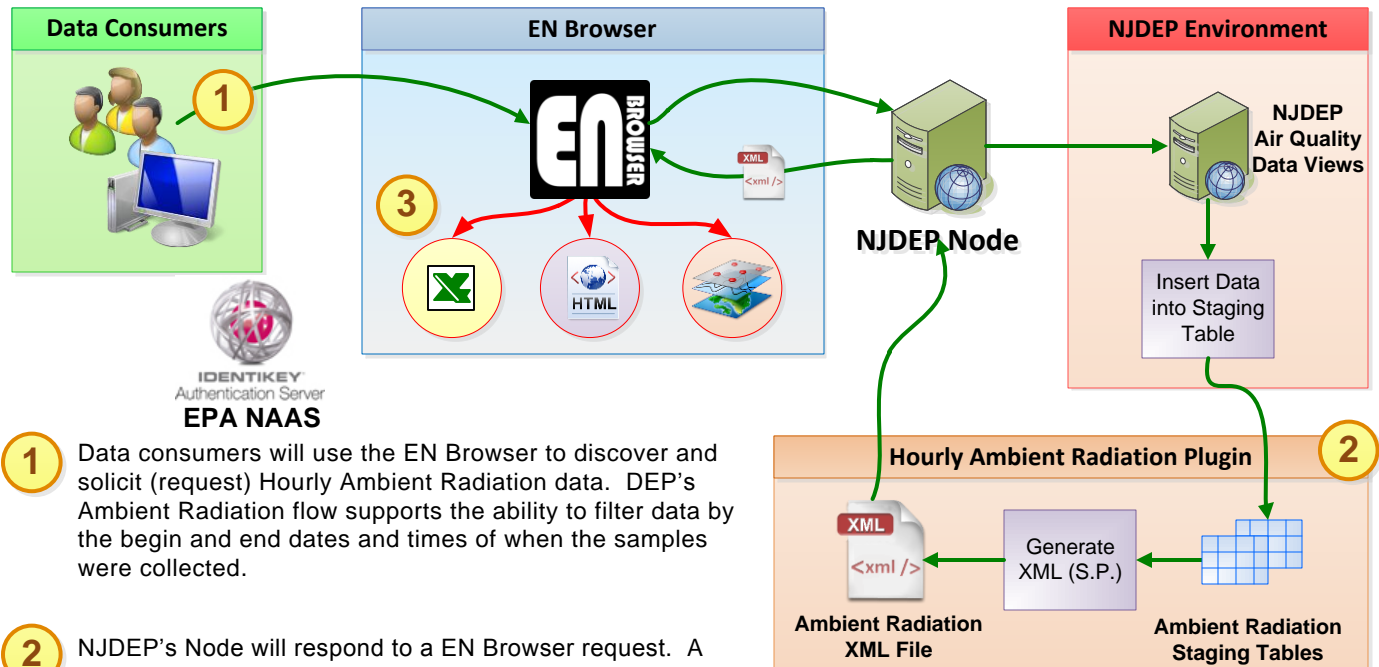 Data Consumers
EN Browser
NJDEP Environment
1
EN
BROWSER
XML
<xml />
NJDEP
Air Quality
Data Views
3
NJDEP Node
HTML
Insert Data
into Staging
Table
IDENTIKEY
Authentication Server
EPA NAAS
1
Data consumers will use the EN Browser to discover and
solicit (request) Hourly Ambient Radiation data. DEP's
Ambient Radiation flow supports the ability to filter data by
the begin and end dates and times of when the samples
were collected.
2
NJDEP's Node will respond to a EN Browser request. A
Hourly Ambient Radiation Plugin
2
XML
<xml />
Generate
XML (S.P.)
Ambient Radiation
XML File
Ambient Radiation
Staging Tables